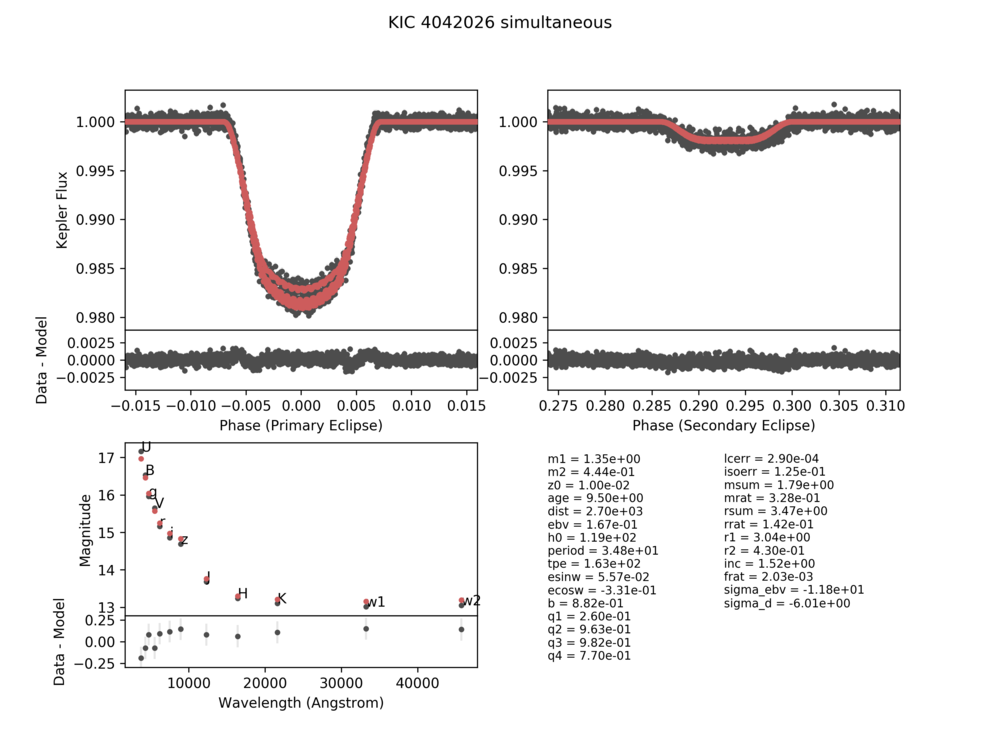 KIC 4042026 simultaneous
1.000
0.995
0.990
0.985
0.980
Kepler Flux
0.0025
0.0000
−0.0025
Data - Model
−0.015 −0.010 −0.005 0.000 0.005 0.010 0.015
Phase (Primary Eclipse)
1.000
0.995
0.990
0.985
0.980
0.0025
0.0000
−0.0025
0.275 0.280 0.285 0.290 0.295 0.300 0.305 0.310
Phase (Secondary Eclipse)
17
16
15
14
13
Magnitude
U
B
g
V
r
i
z
J
H
K
w1
w2
0.25
0.00
−0.25
Data - Model
10000 20000 30000 40000
Wavelength (Angstrom)
m1 = 1.35e+00
m2 = 4.44e-01
z0 = 1.00e-02
age = 9.50e+00
dist = 2.70e+03
ebv = 1.67e-01
h0 = 1.19e+02
period = 3.48e+01
tpe = 1.63e+02
esinw = 5.57e-02
ecosw = -3.31e-01
b = 8.82e-01
q1 = 2.60e-01
q2 = 9.63e-01
q3 = 9.82e-01
q4 = 7.70e-01
lcerr = 2.90e-04
isoerr = 1.25e-01
msum = 1.79e+00
mrat = 3.28e-01
rsum = 3.47e+00
rrat = 1.42e-01
r1 = 3.04e+00
r2 = 4.30e-01
inc = 1.52e+00
frat = 2.03e-03
sigma_ebv = -1.18e+01
sigma_d = -6.01e+00